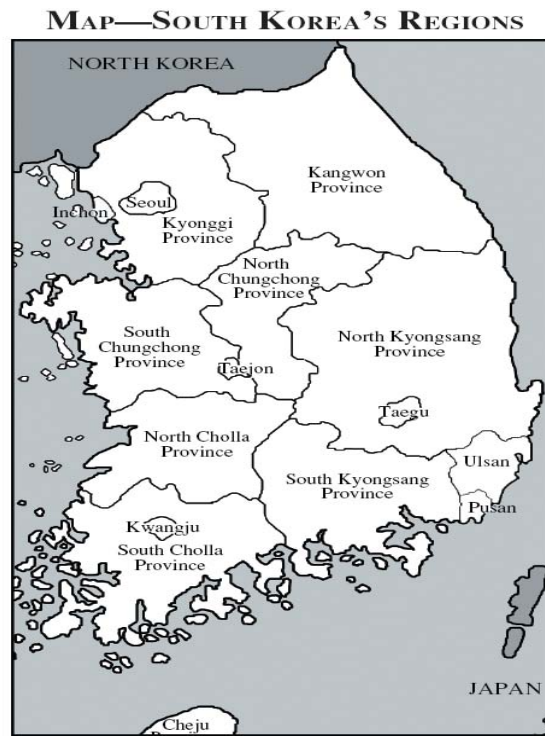 MAP—SOUTH KOREA'S REGIONS
NORTH KOREA
Kangwon
Province
Seoul
Inchon
Kyonggi
Province
North
Chungchong
Province
South
Chungchong
Province
North Kyongsang
Province
Taejon
Taegu
North Cholla
Province
Ulsan
South Kyongsang
Province
Pusan
Kwangju
South Cholla
Province
JAPAN
Cheju